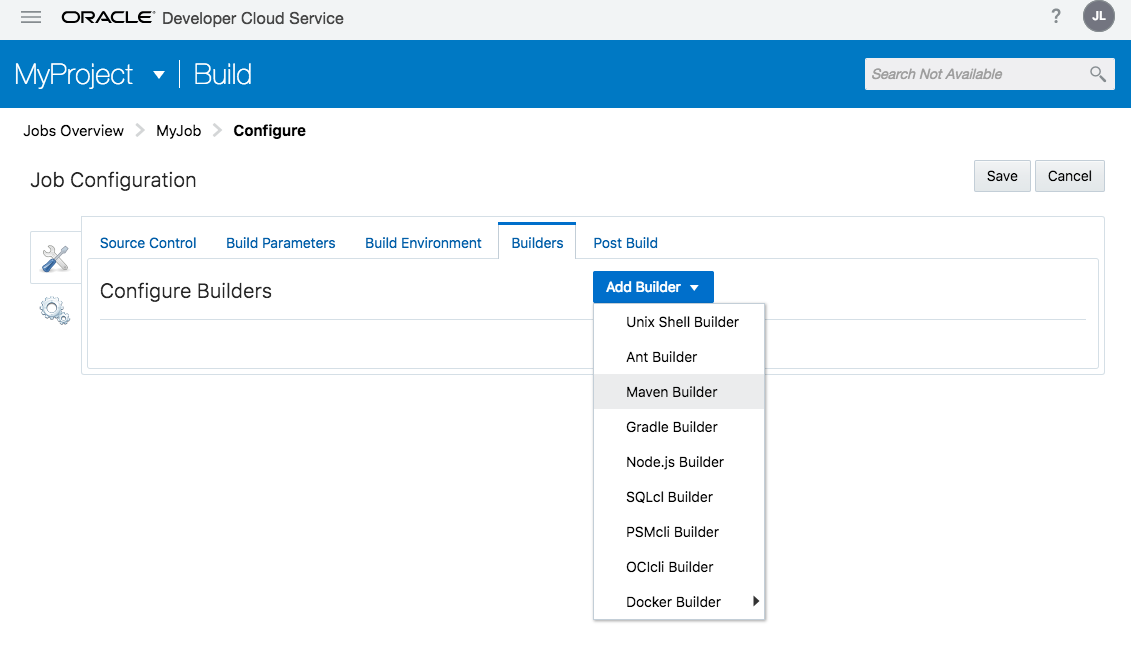 ORACLE® Developer Cloud Service
? JL
MyProject Build
Search Not Available
Jobs Overview MyJob Configure
Job Configuration
Save Cancel
Source Control Build Parameters Build Environment Builders Post Build
Configure Builders
Add Builder
Unix Shell Builder
Ant Builder
Maven Builder
Gradle Builder
Node.js Builder
SQLcl Builder
PSMcli Builder
OCIcli Builder
Docker Builder